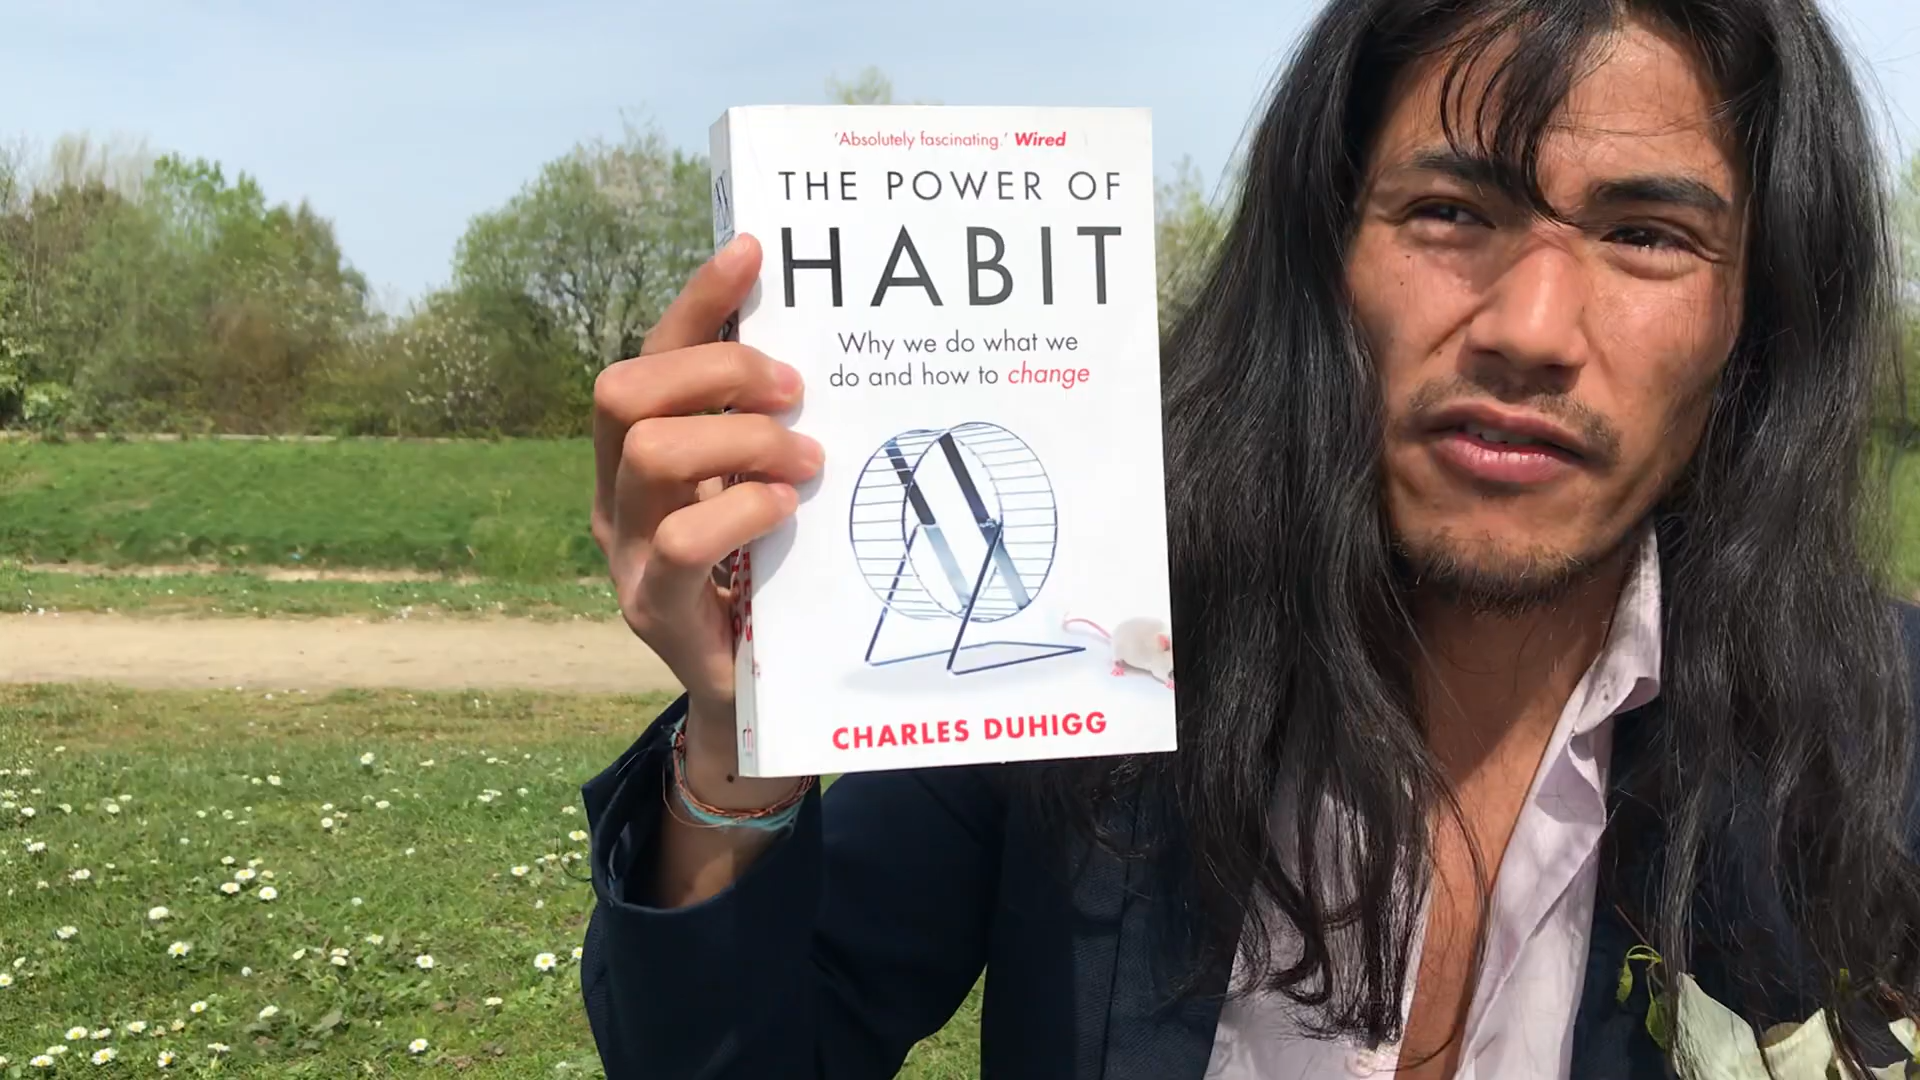 'Absolutely fascinating.' Wired
THE POWER OF
HABIT
Why we do what we
do and how to change
CHARLES DUHIGG
rh